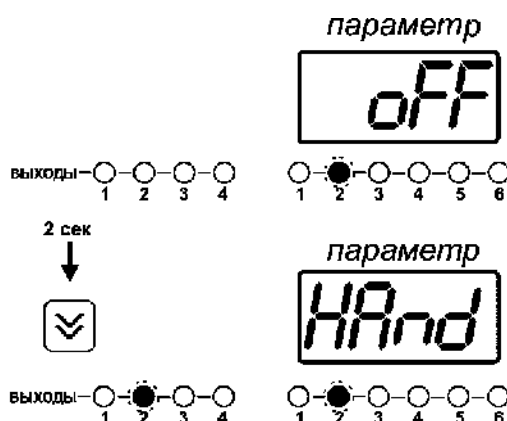 параметр
oFF
выходы
1 2 3 4 1 2 3 4 5 6
2 сек
параметр
HAnd
выходы
1 2 3 4 1 2 3 4 5 6